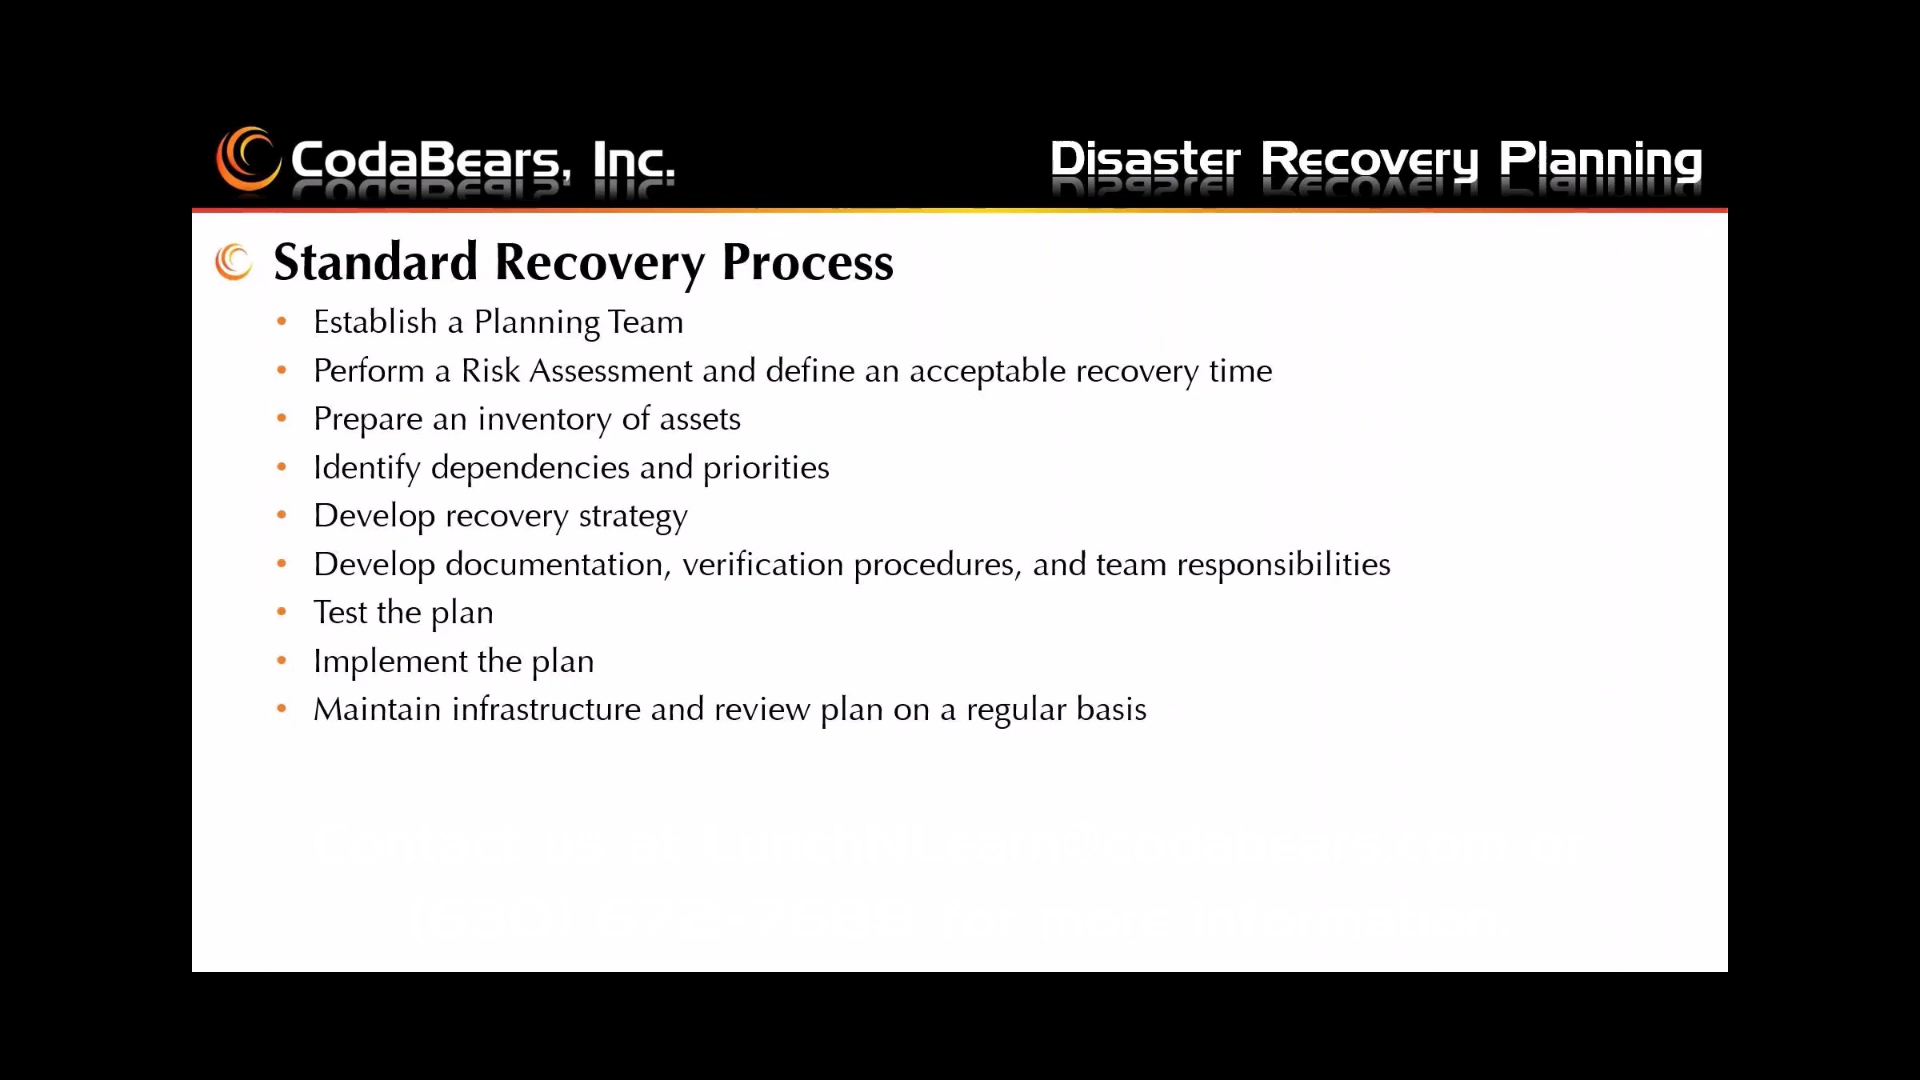 CodaBears, Inc.
Disaster Recovery Planning
Standard Recovery Process
• Establish a Planning Team
• Perform a Risk Assessment and define an acceptable recovery time
• Prepare an inventory of assets
• Identify dependencies and priorities
• Develop recovery strategy
• Develop documentation, verification procedures, and team responsibilities
• Test the plan
• Implement the plan
• Maintain infrastructure and review plan on a regular basis